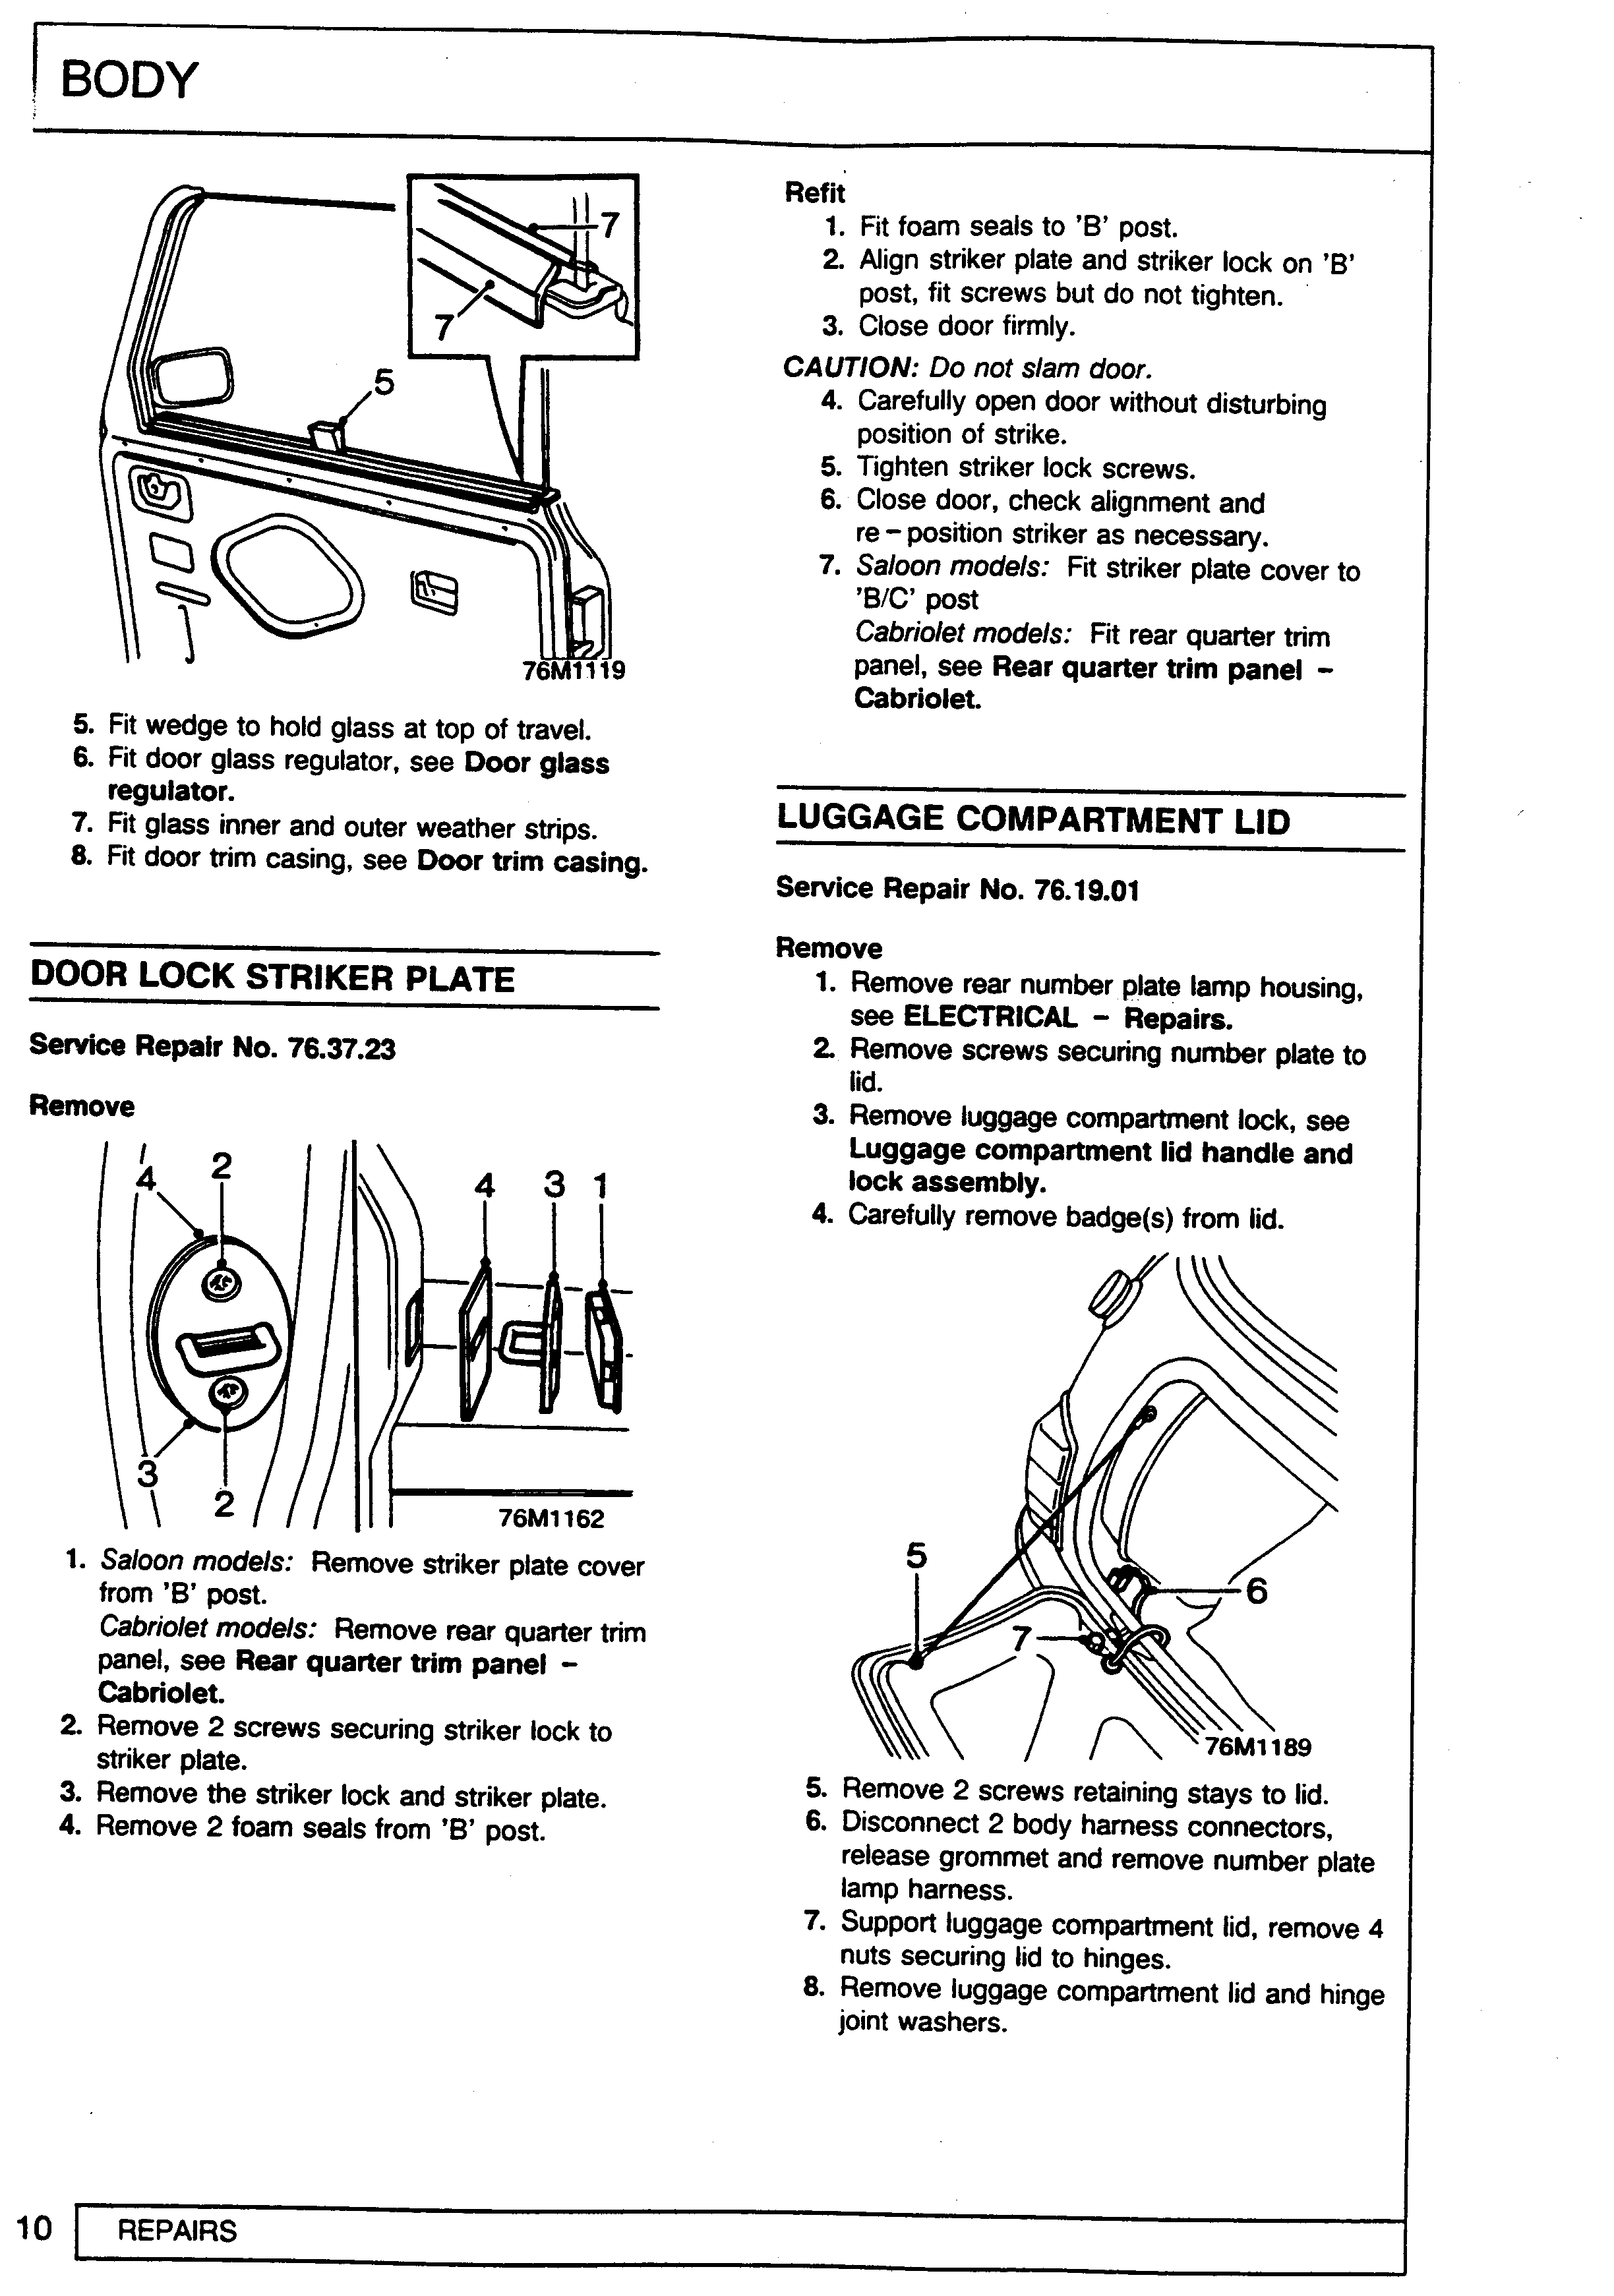 BODY
7
7
5
76M1119
5. Fit wedge to hold glass at top of travel.
6. Fit door glass regulator, see Door glass
regulator.
7. Fit glass inner and outer weather strips.
8. Fit door trim casing, see Door trim casing.
DOOR LOCK STRIKER PLATE
Service Repair No. 76.37.23
Remove
4 2 4 3 1
3 2
76M1162
1. Saloon models: Remove striker plate cover
from 'B' post.
Cabriolet models: Remove rear quarter trim
panel, see Rear quarter trim panel –
Cabriolet.
2. Remove 2 screws securing striker lock to
striker plate.
3. Remove the striker lock and striker plate.
4. Remove 2 foam seals from 'B' post.
Refit
1. Fit foam seals to 'B' post.
2. Align striker plate and striker lock on 'B'
post, fit screws but do not tighten.
3. Close door firmly.
CAUTION: Do not slam door.
4. Carefully open door without disturbing
position of strike.
5. Tighten striker lock screws.
6. Close door, check alignment and
re – position striker as necessary.
7. Saloon models: Fit striker plate cover to
'B/C' post
Cabriolet models: Fit rear quarter trim
panel, see Rear quarter trim panel –
Cabriolet.
LUGGAGE COMPARTMENT LID
Service Repair No. 76.19.01
Remove
1. Remove rear number plate lamp housing,
see ELECTRICAL – Repairs.
2. Remove screws securing number plate to
lid.
3. Remove luggage compartment lock, see
Luggage compartment lid handle and
lock assembly.
4. Carefully remove badge(s) from lid.
5
6
7
76M1189
5. Remove 2 screws retaining stays to lid.
6. Disconnect 2 body harness connectors,
release grommet and remove number plate
lamp harness.
7. Support luggage compartment lid, remove 4
nuts securing lid to hinges.
8. Remove luggage compartment lid and hinge
joint washers.
10 REPAIRS